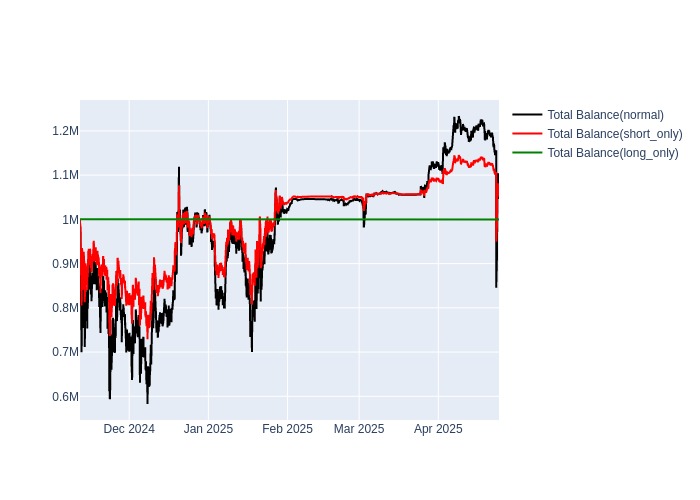 1.2M
1.1M
1M
0.9M
0.8M
0.7M
0.6M
Dec 2024
Jan 2025
Feb 2025
Mar 2025
Apr 2025
Total Balance(normal)
Total Balance(short_only)
Total Balance(long_only)